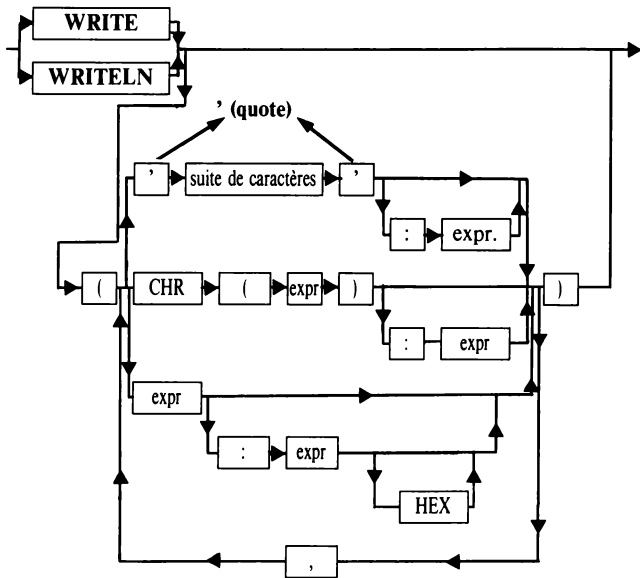 WRITE
WRITELN
’ (quote)
’ suite de caractères ’
: expr.
( CHR ( expr ) )
: expr
expr
: expr
HEX
,